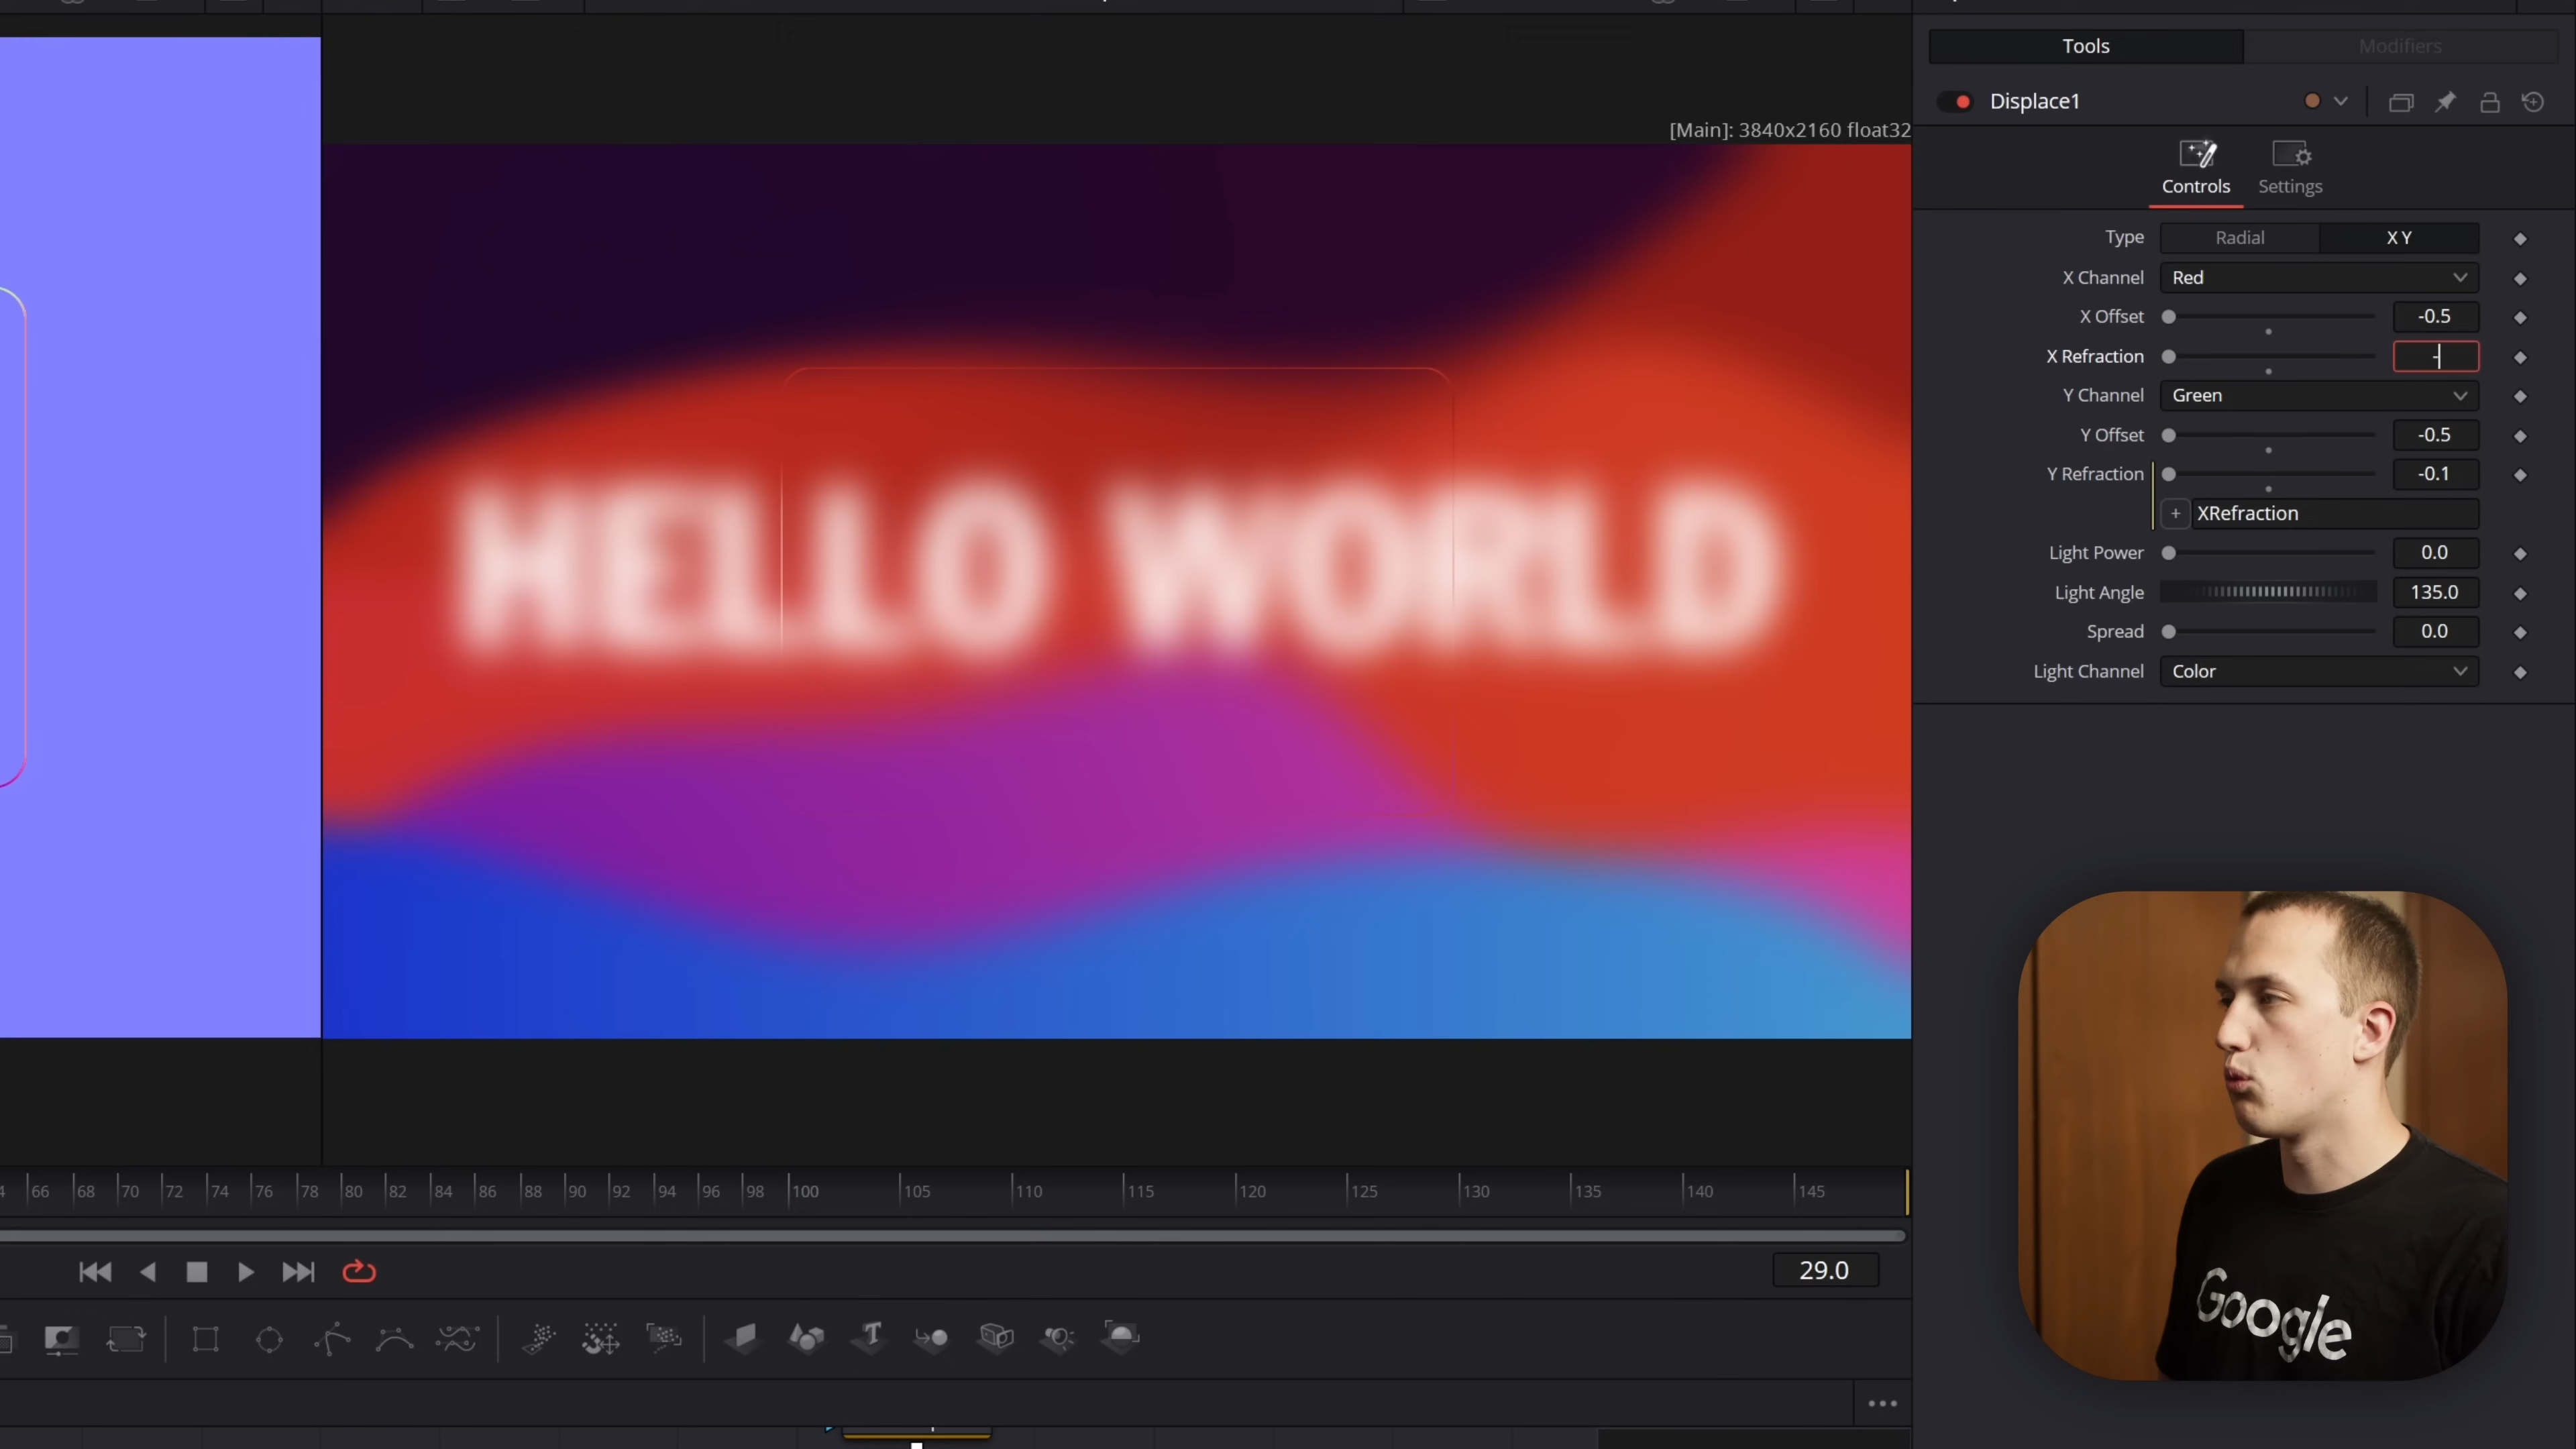 Tools
Modifiers
Displace1
[Main]: 3840x2160 float32
Controls
Settings
Type
Radial
X Y
X Channel
Red
X Offset
-0.5
X Refraction
-
Y Channel
Green
Y Offset
-0.5
Y Refraction
-0.1
+
XRefraction
Light Power
0.0
Light Angle
135.0
Spread
0.0
Light Channel
Color
HELLO WORLD
66 68 70 72 74 76 78 80 82 84 86 88 90 92 94 96 98 100 105 110 115 120 125 130 135 140 145
29.0
Google